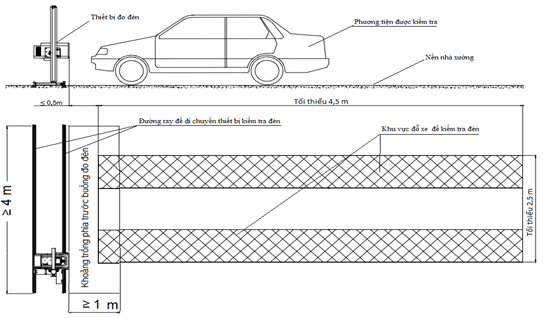 Thiết bị đo đèn
Phương tiện được kiểm tra
Nền nhà xưởng
≤ 0,5m
Tối thiểu 4,5 m
Đường ray để di chuyển thiết bị kiểm tra đèn
Khu vực đỗ xe để kiểm tra đèn
≥ 4 m
Khoảng trống phía trước buồng đo đèn
Tối thiểu 2,5 m
≥ 1 m